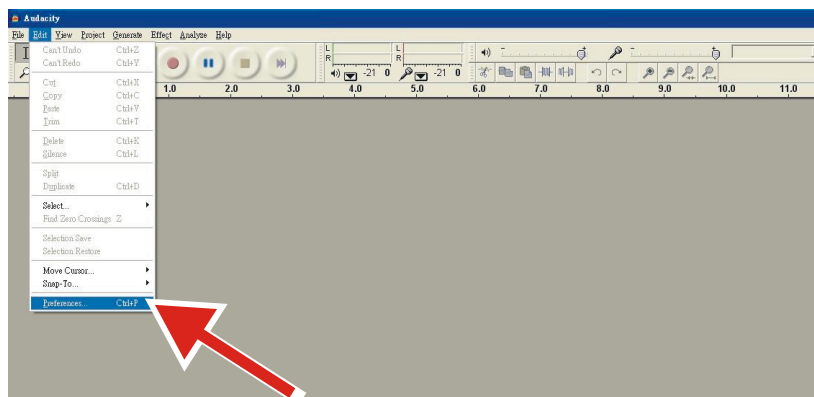 Audacity
File Edit View Project Generate Effect Analyze Help
Can't Undo Ctrl+Z
Can't Redo Ctrl+Y
Cut Ctrl+X
Copy Ctrl+C
Paste Ctrl+V
Trim Ctrl+T
Delete Ctrl+K
Silence Ctrl+L
Split
Duplicate Ctrl+D
Select...
Find Zero Crossings Z
Selection Save
Selection Restore
Move Cursor...
Snap-To...
Preferences... Ctrl+P
L L
R R
-21 0 -21 0
1.0 2.0 3.0 4.0 5.0 6.0 7.0 8.0 9.0 10.0 11.0